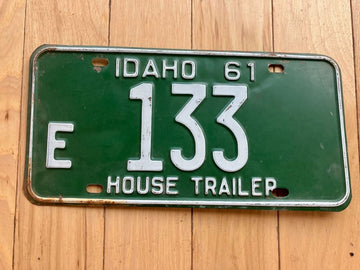 IDAHO 61
E 133
HOUSE TRAILER